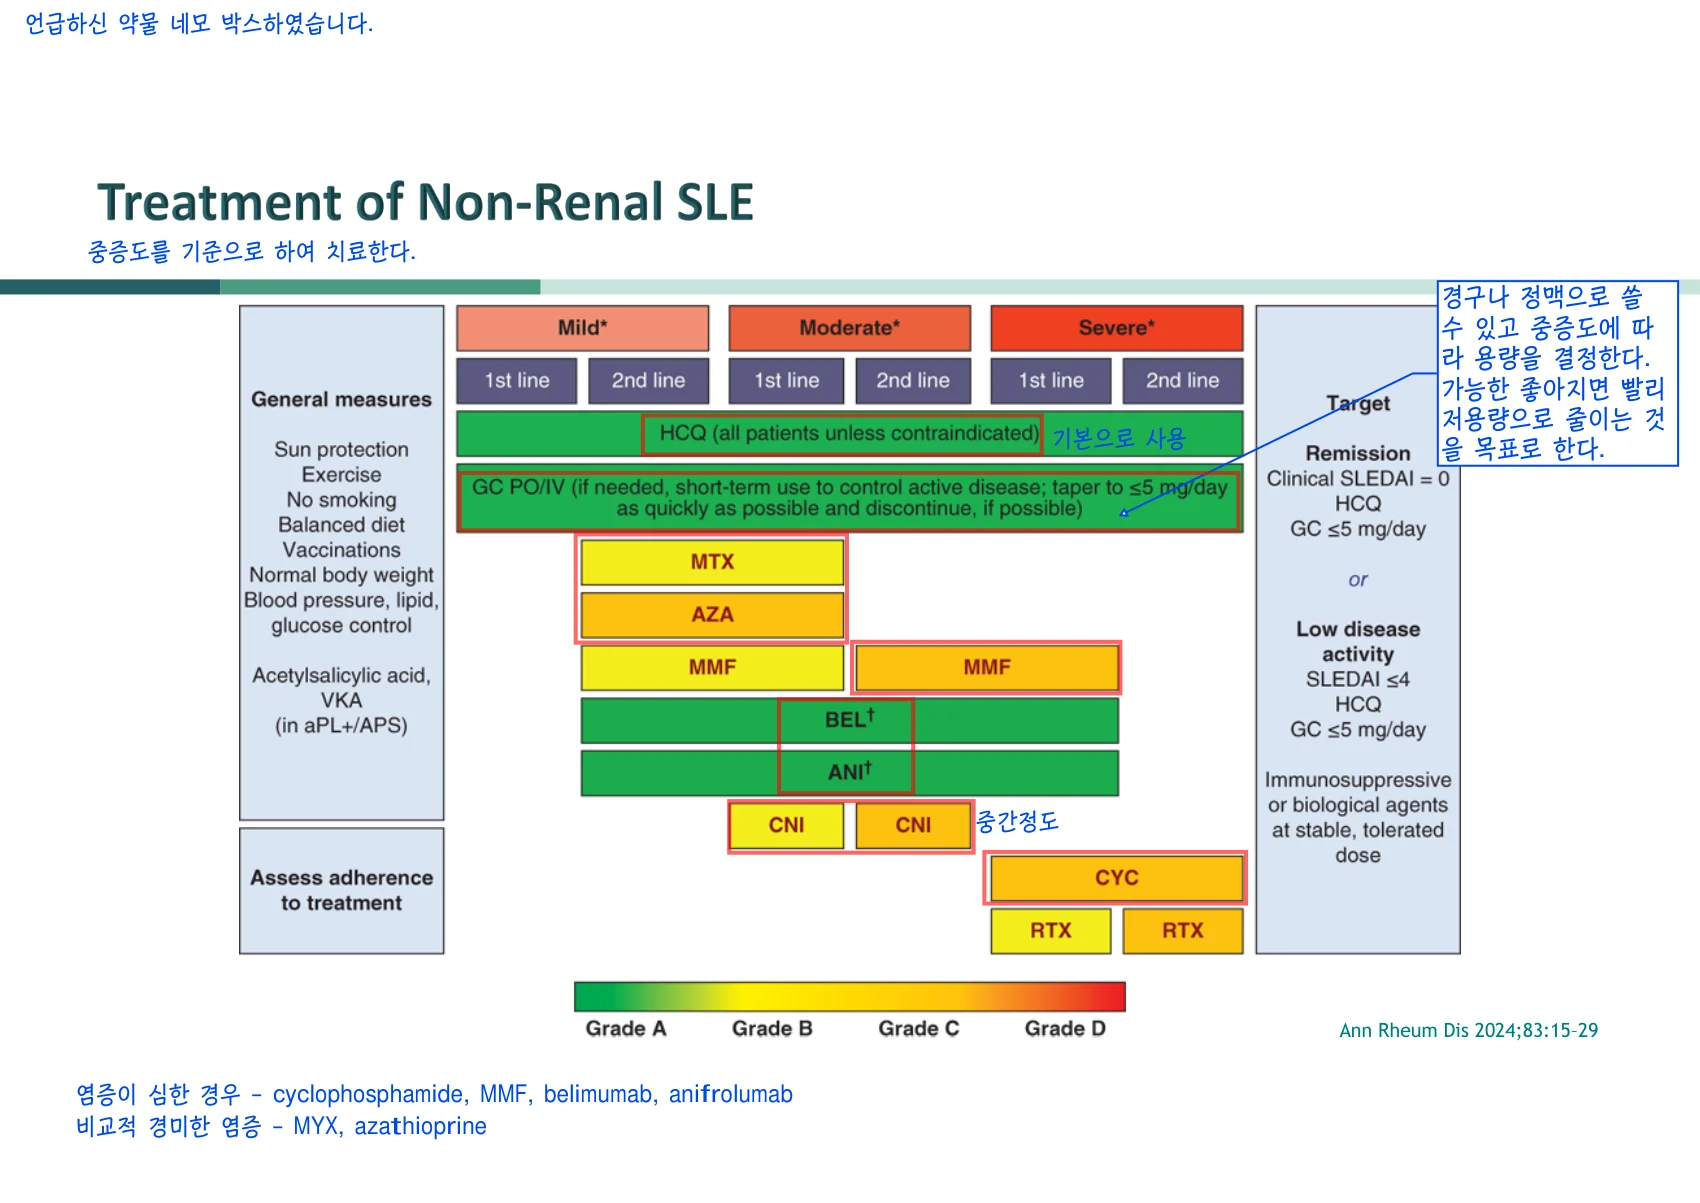 언급하신 약물 네모 박스하였습니다.
Treatment of Non-Renal SLE
중증도를 기준으로 하여 치료한다.
General measures
Sun protection
Exercise
No smoking
Balanced diet
Vaccinations
Normal body weight
Blood pressure, lipid,
glucose control
Acetylsalicylic acid,
VKA
(in aPL+/APS)
Assess adherence
to treatment
Mild*
Moderate*
Severe*
1st line
2nd line
1st line
2nd line
1st line
2nd line
HCQ (all patients unless contraindicated)
기본으로 사용
GC PO/IV (if needed, short-term use to control active disease; taper to ≤5 mg/day
as quickly as possible and discontinue, if possible)
MTX
AZA
MMF
MMF
BEL†
ANI†
CNI
CNI
중간정도
CYC
RTX
RTX
Target
Remission
Clinical SLEDAI = 0
HCQ
GC ≤5 mg/day
or
Low disease
activity
SLEDAI ≤4
HCQ
GC ≤5 mg/day
Immunosuppressive
or biological agents
at stable, tolerated
dose
경구나 정맥으로 쓸
수 있고 중증도에 따
라 용량을 결정한다.
가능한 좋아지면 빨리
저용량으로 줄이는 것
을 목표로 한다.
Grade A
Grade B
Grade C
Grade D
Ann Rheum Dis 2024;83:15-29
염증이 심한 경우 - cyclophosphamide, MMF, belimumab, anifrolumab
비교적 경미한 염증 - MYX, azathioprine